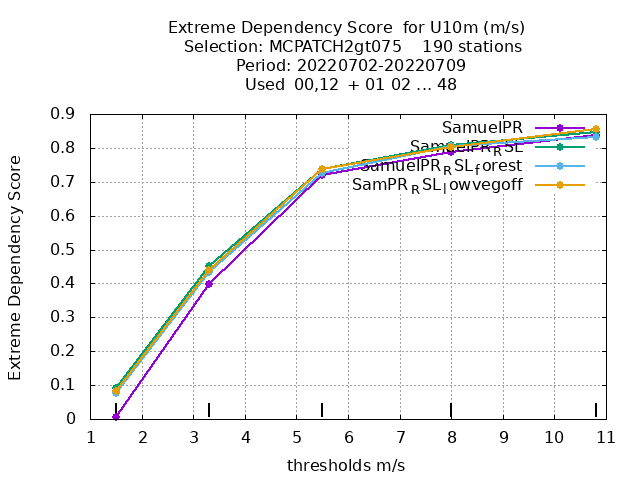 Extreme Dependency Score  for U10m (m/s)
Selection: MCPATCH2gt075    190 stations
Period: 20220702-20220709
Used  00,12  + 01 02 ... 48
Extreme Dependency Score
0.9
0.8
0.7
0.6
0.5
0.4
0.3
0.2
0.1
0
SamuelPR
SamuelPR_RSL
SamuelPR_RSL_forest
SamPR_RSL_lowvegoff
1 2 3 4 5 6 7 8 9 10 11
thresholds m/s